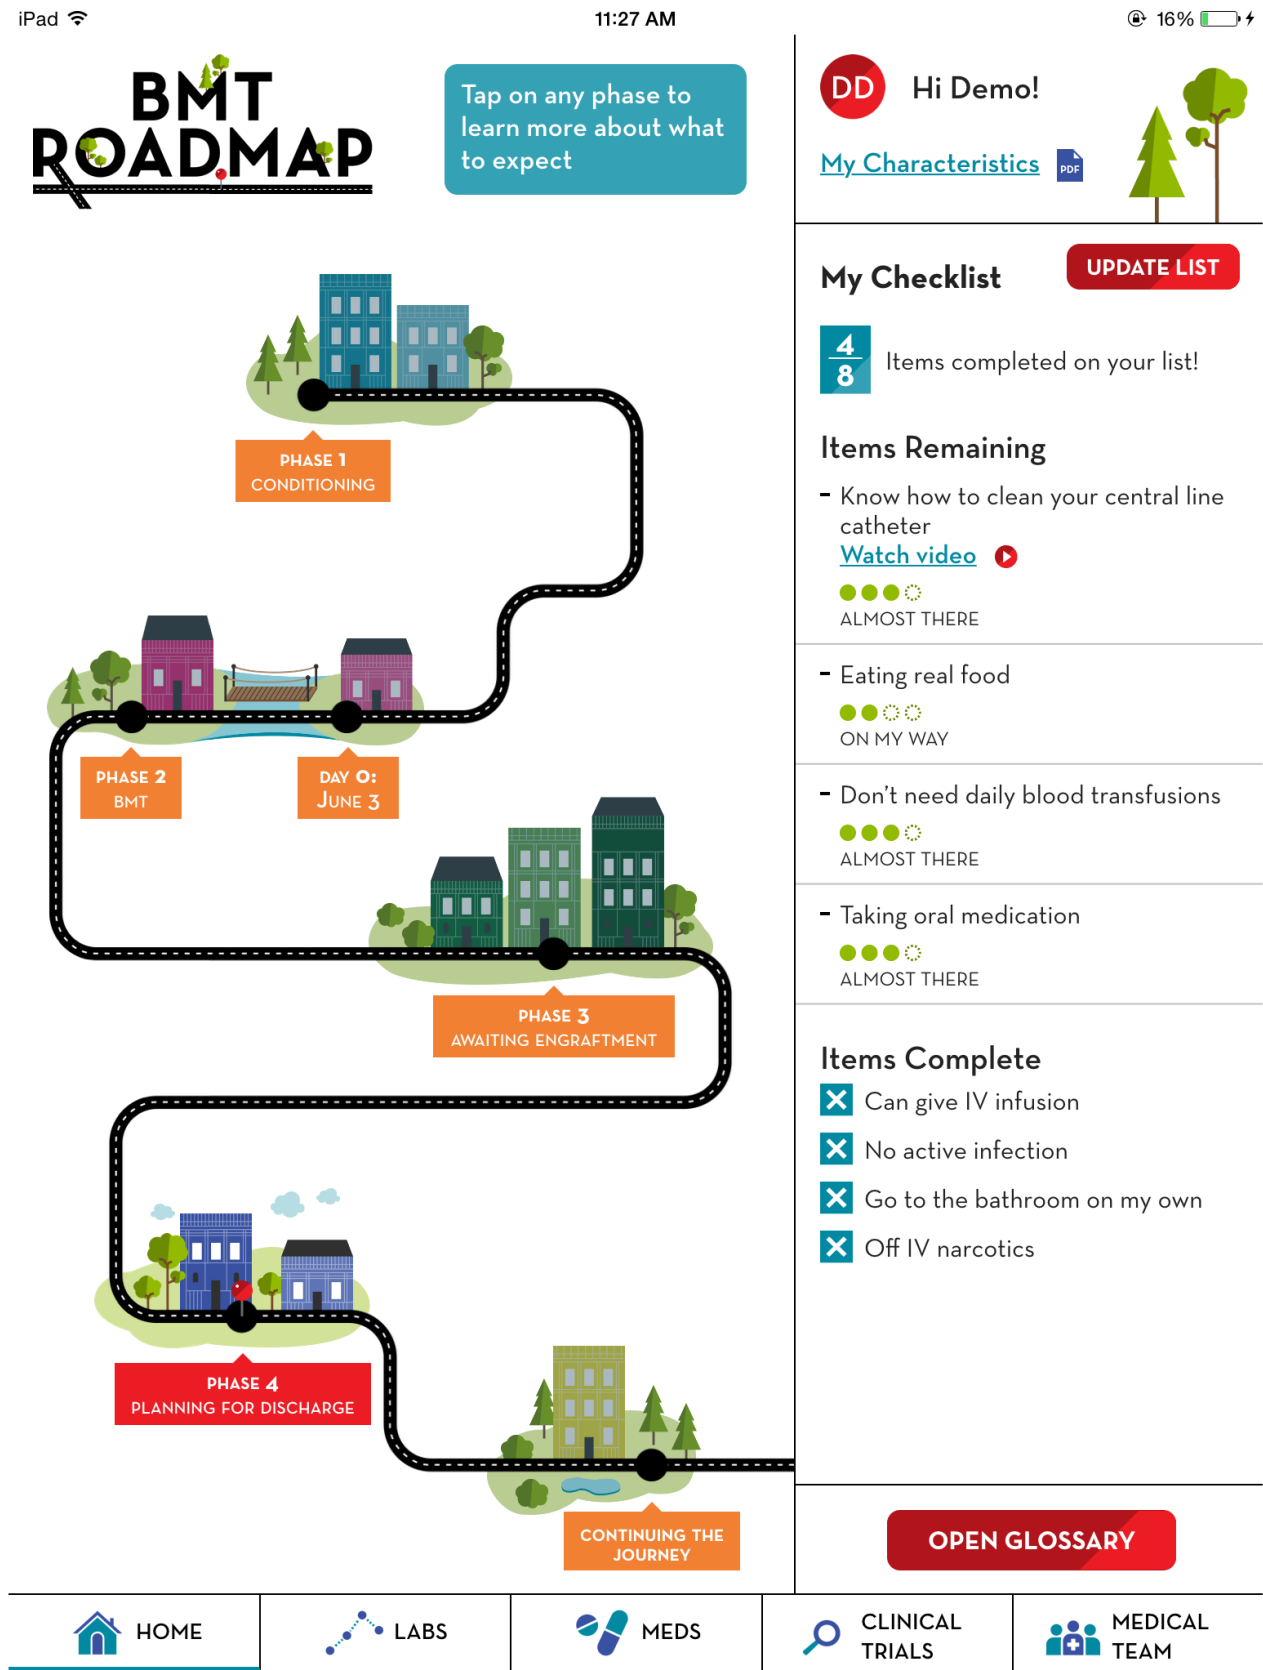 iPad
11:27 AM
16%
BMT
ROADMAP
Tap on any phase to
learn more about what
to expect
DD
Hi Demo!
My Characteristics
PDF
My Checklist
UPDATE LIST
4
8
Items completed on your list!
Items Remaining
- Know how to clean your central line
catheter
Watch video
ALMOST THERE
- Eating real food
ON MY WAY
- Don't need daily blood transfusions
ALMOST THERE
- Taking oral medication
ALMOST THERE
Items Complete
Can give IV infusion
No active infection
Go to the bathroom on my own
Off IV narcotics
OPEN GLOSSARY
PHASE 1
CONDITIONING
PHASE 2
BMT
DAY 0:
JUNE 3
PHASE 3
AWAITING ENGRAFTMENT
PHASE 4
PLANNING FOR DISCHARGE
CONTINUING THE
JOURNEY
HOME
LABS
MEDS
CLINICAL
TRIALS
MEDICAL
TEAM